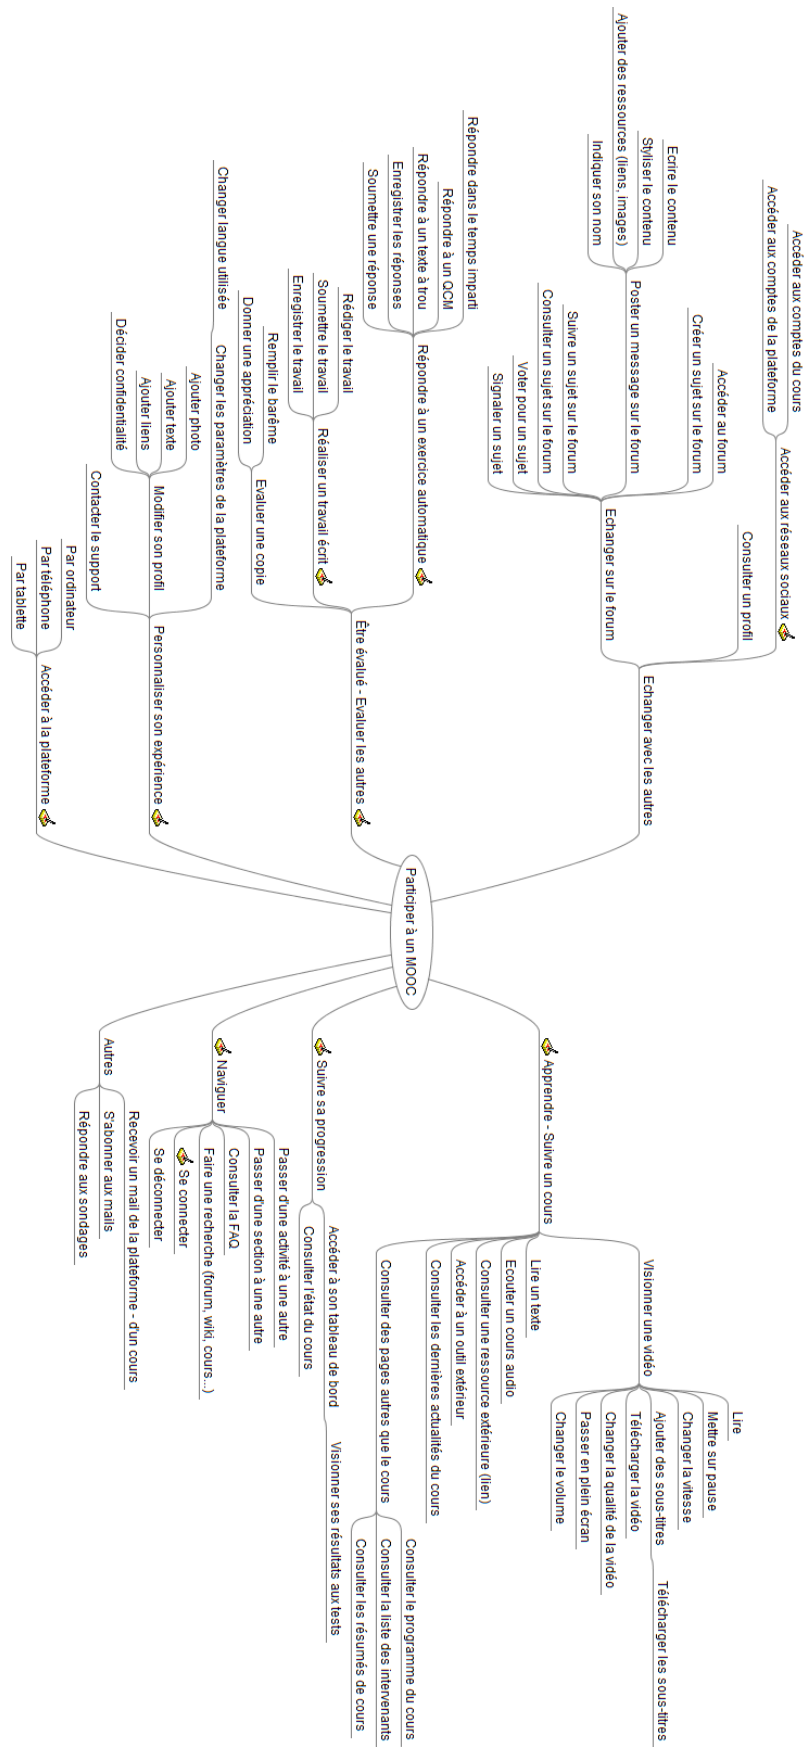 Participer à un MOOC
Apprendre - Suivre un cours
Visionner une vidéo
Lire
Mettre sur pause
Changer la vitesse
Ajouter des sous-titres
Télécharger les sous-titres
Télécharger la vidéo
Changer la qualité de la vidéo
Passer en plein écran
Changer le volume
Lire un texte
Ecouter un cours audio
Consulter une ressource extérieure (lien)
Accéder à un outil extérieur
Consulter les dernières actualités du cours
Consulter des pages autres que le cours
Consulter le programme du cours
Consulter la liste des intervenants
Consulter les résumés de cours
Suivre sa progression
Accéder à son tableau de bord
Visionner ses résultats aux tests
Consulter l'état du cours
Naviguer
Passer d'une activité à une autre
Passer d'une section à une autre
Consulter la FAQ
Faire une recherche (forum, wiki, cours...)
Se connecter
Se déconnecter
Autres
Recevoir un mail de la plateforme - d'un cours
S'abonner aux mails
Répondre aux sondages
Echanger avec les autres
Accéder aux réseaux sociaux
Accéder aux comptes du cours
Accéder aux comptes de la plateforme
Consulter un profil
Echanger sur le forum
Accéder au forum
Créer un sujet sur le forum
Poster un message sur le forum
Ecrire le contenu
Styliser le contenu
Ajouter des ressources (liens, images)
Indiquer son nom
Suivre un sujet sur le forum
Consulter un sujet sur le forum
Voter pour un sujet
Signaler un sujet
Être évalué - Evaluer les autres
Répondre à un exercice automatique
Répondre dans le temps imparti
Répondre à un QCM
Répondre à un texte à trou
Enregistrer les réponses
Soumettre une réponse
Réaliser un travail écrit
Rédiger le travail
Soumettre le travail
Enregistrer le travail
Evaluer une copie
Remplir le barême
Donner une appréciation
Personnaliser son expérience
Changer les paramètres de la plateforme
Changer langue utilisée
Modifier son profil
Ajouter photo
Ajouter texte
Ajouter liens
Décider confidentialité
Contacter le support
Accéder à la plateforme
Par ordinateur
Par téléphone
Par tablette